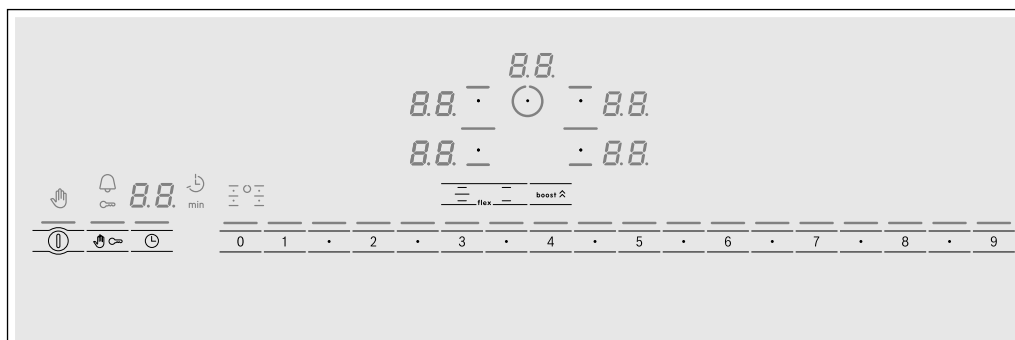 8.8.
8.8. 8.8.
8.8. 8.8.
8.8. min
flex boost
0 1 · 2 · 3 · 4 · 5 · 6 · 7 · 8 · 9